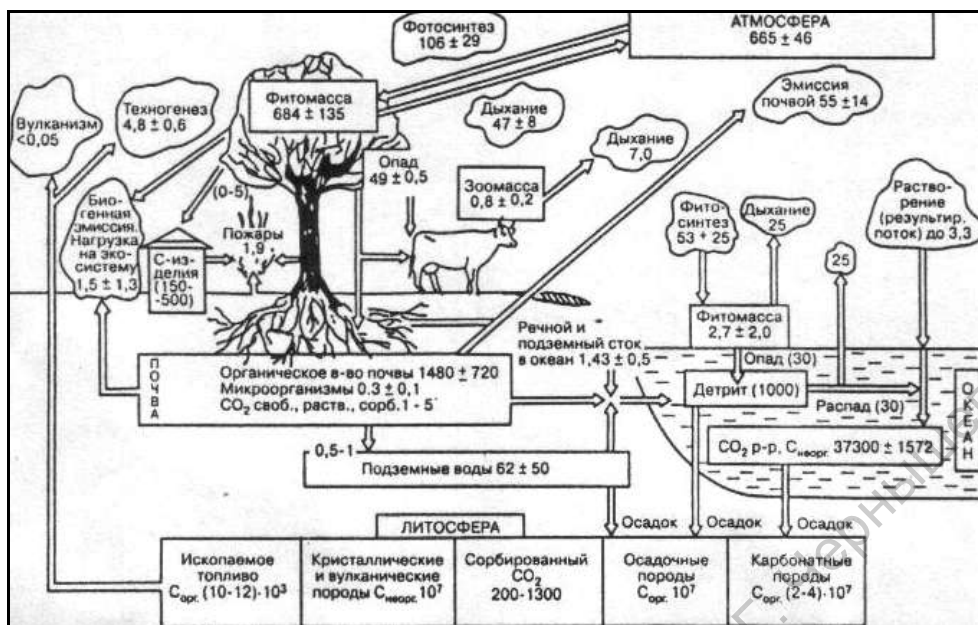 Фотосинтез
106 ± 29
АТМОСФЕРА
665 ± 46
Вулканизм
<0,05
Техногенез
4,8 ± 0,6
Фитомасса
684 ± 135
Дыхание
47 ± 8
Эмиссия
почвой 55 ± 14
Дыхание
7,0
Опад
49 ± 0,5
Зоомасса
0,8 ± 0,2
(0-5)
Био-
генная
эмиссия.
Нагрузка
на эко-
систему
1,5 ± 1,3
С-из-
делия
(150-
-500)
Пожары
1,9
Фито-
синтез
53 + 25
Дыхание
25
25
Раство-
рение
(результир.
поток) до 3,3
Фитомасса
2,7 ± 2,0
Речной и
подземный сток
в океан 1,43 ± 0,5
Опад (30)
ПОЧВА
Органическое в-во почвы 1480 ± 720
Микроорганизмы 0.3 ± 0,1
CO₂ своб., раств., сорб. 1 - 5
Детрит (1000)
Распад (30)
ОКЕАН
CO₂ р-р, Cнеорг. 37300 ± 1572
0,5-1
Подземные воды 62 ± 50
ЛИТОСФЕРА
Осадок
Осадок
Осадок
Ископаемое
топливо
Cорг. (10-12)·10³
Кристаллические
и вулканические
породы Cнеорг. 10⁷
Сорбированный
CO₂
200-1300
Осадочные
породы
Cорг. 10⁷
Карбонатные
породы
Cорг. (2-4)·10⁷